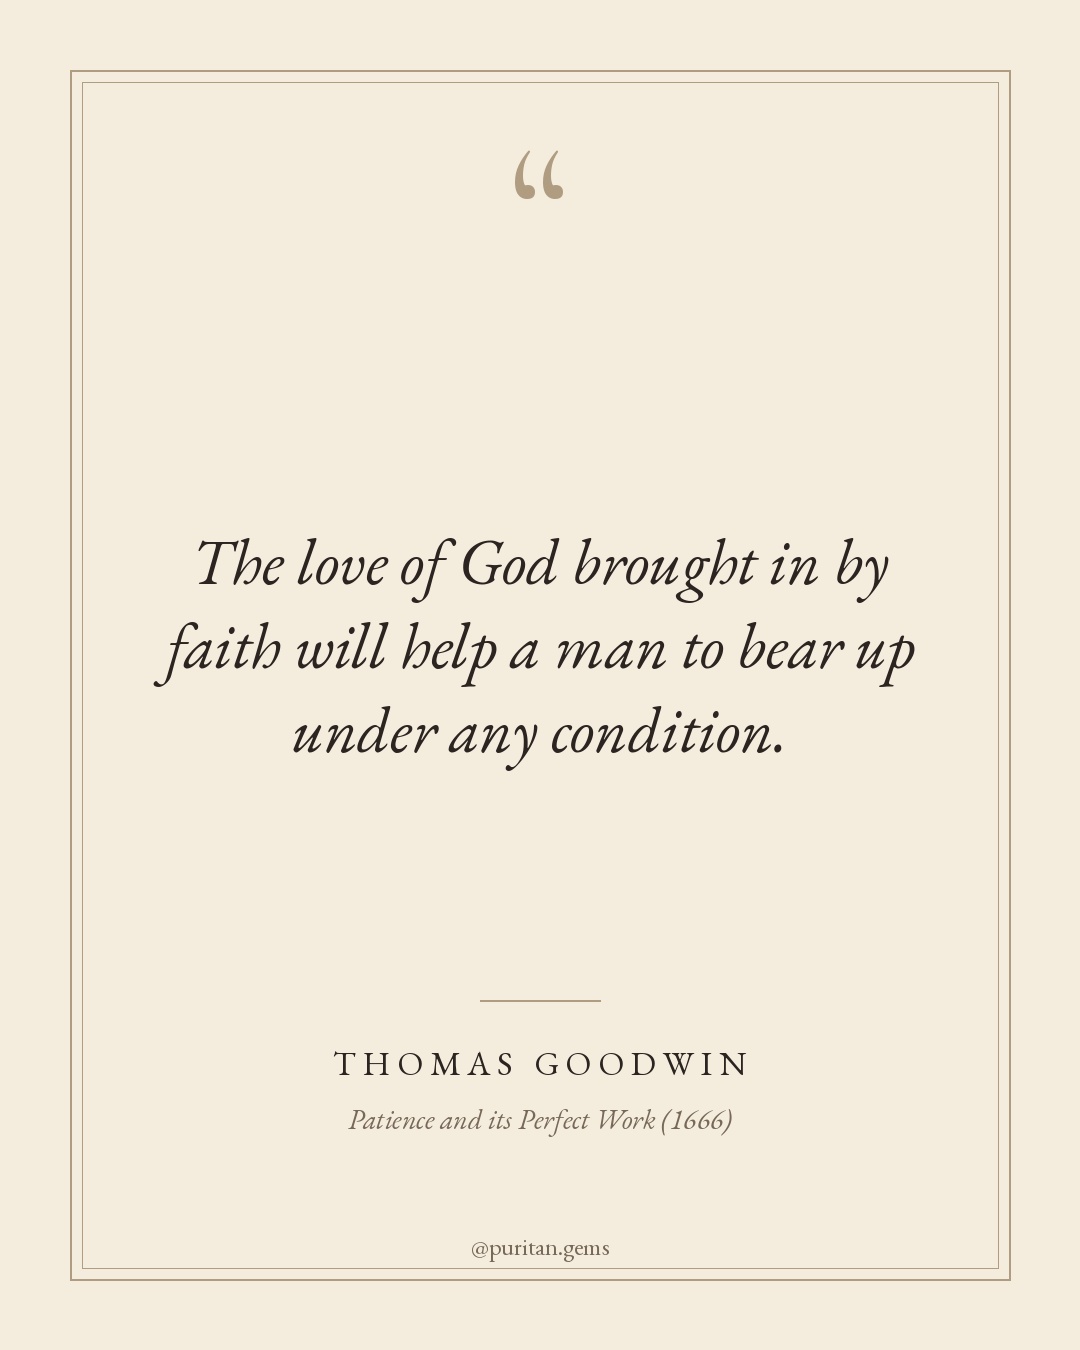 “
The love of God brought in by
faith will help a man to bear up
under any condition.
THOMAS GOODWIN
Patience and its Perfect Work (1666)
@puritan.gems